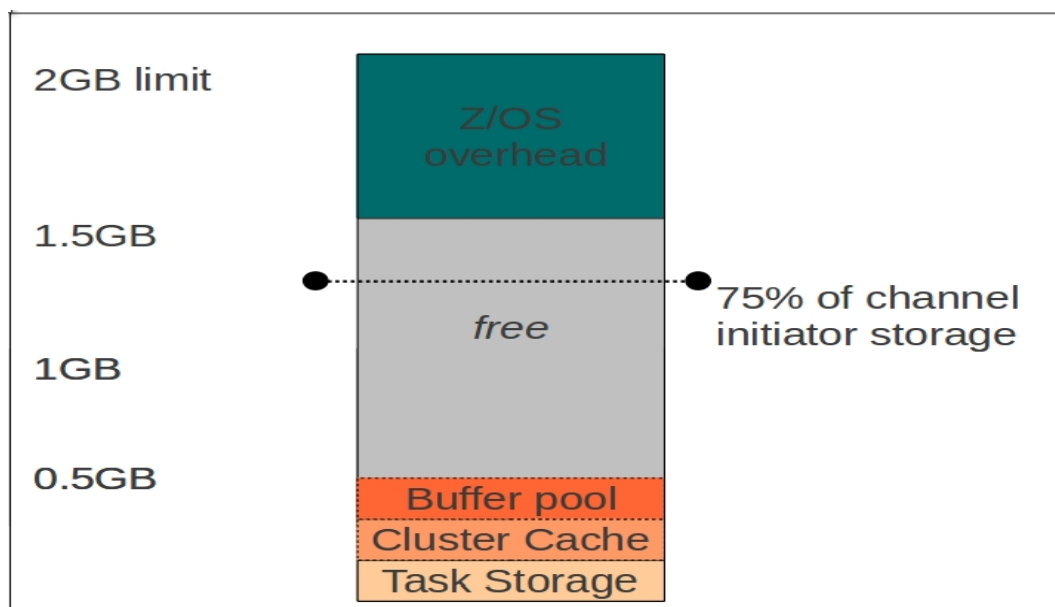 2GB limit
Z/OS
overhead
1.5GB
75% of channel
initiator storage
free
1GB
0.5GB
Buffer pool
Cluster Cache
Task Storage